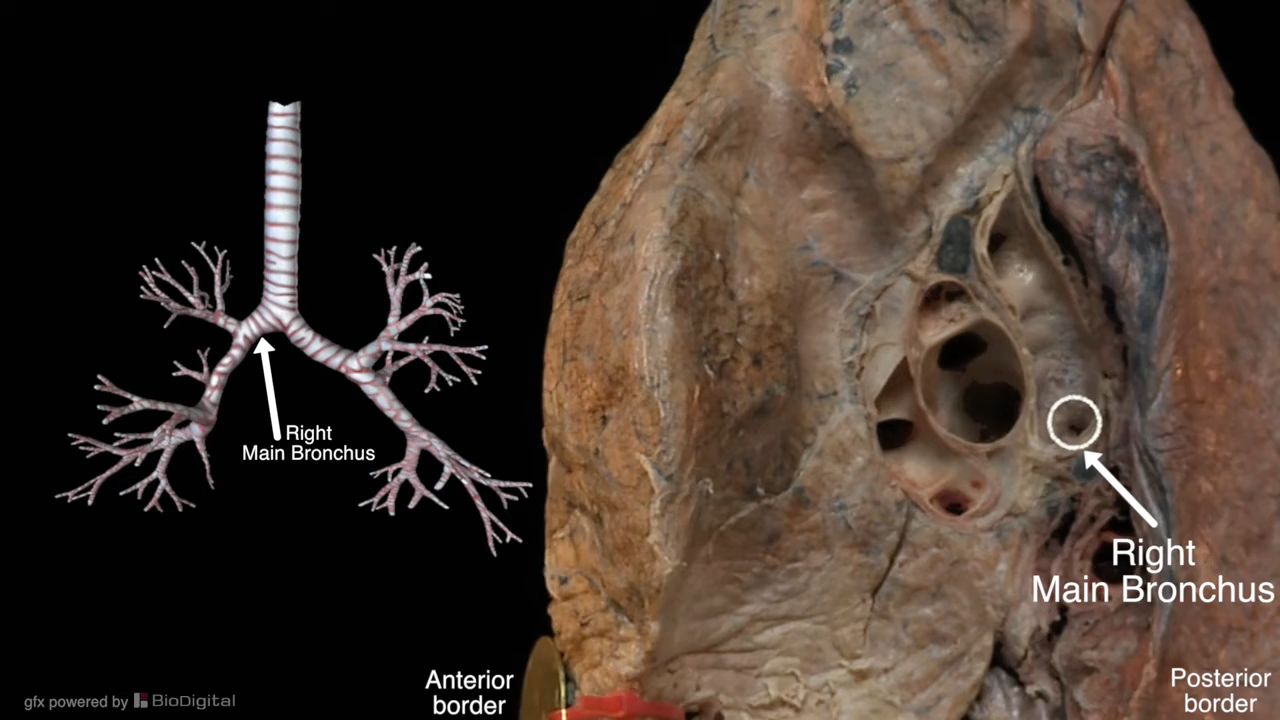 Right
Main Bronchus
Right
Main Bronchus
Anterior
border
Posterior
border
gfx powered by BioDigital